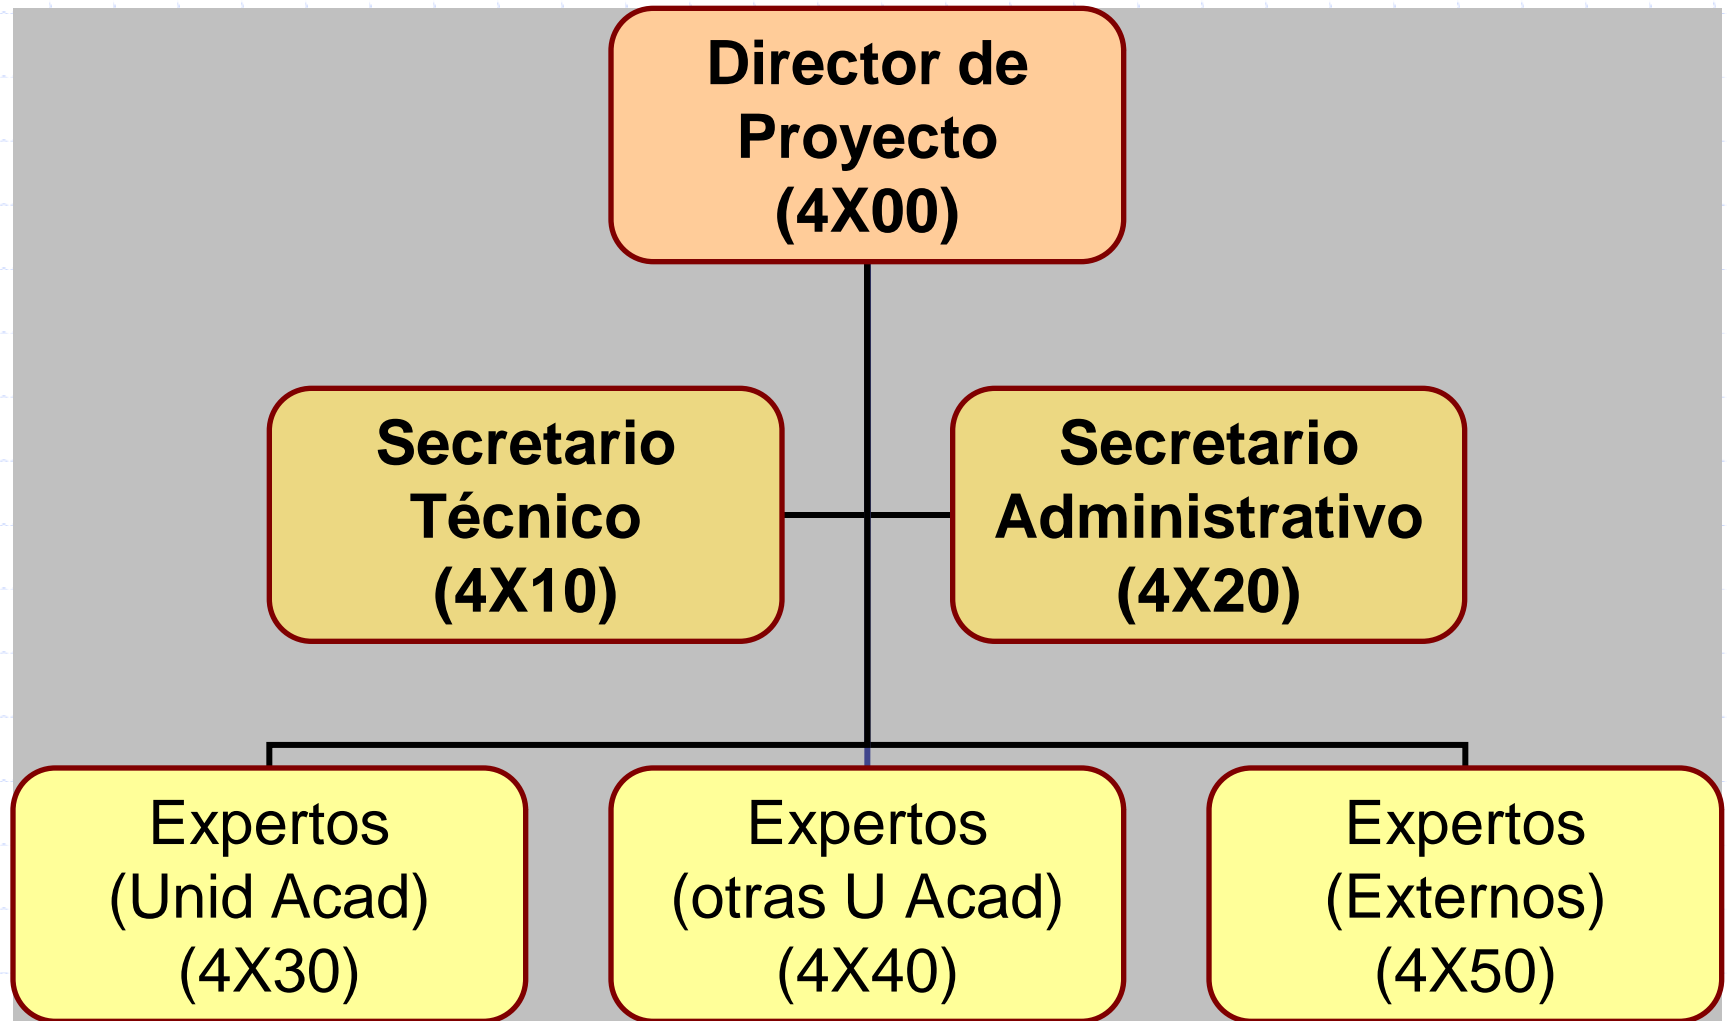 Director de
Proyecto
(4X00)
Secretario
Técnico
(4X10)
Secretario
Administrativo
(4X20)
Expertos
(Unid Acad)
(4X30)
Expertos
(otras U Acad)
(4X40)
Expertos
(Externos)
(4X50)